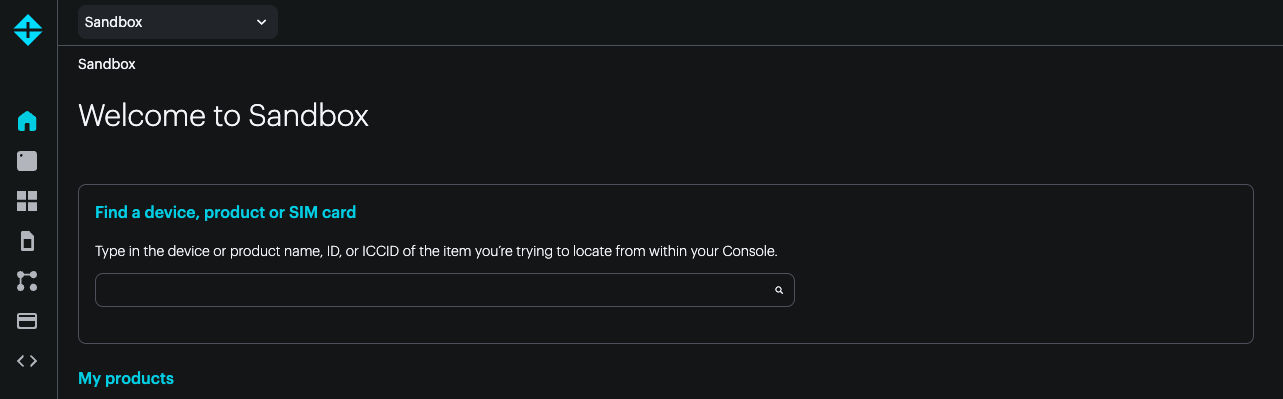 Sandbox
Sandbox
Welcome to Sandbox
Find a device, product or SIM card
Type in the device or product name, ID, or ICCID of the item you’re trying to locate from within your Console.
My products